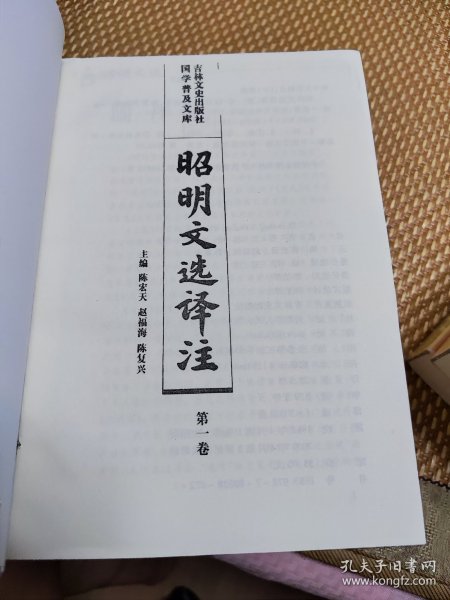 吉林文史出版社
国学普及文库
昭明文选译注
主编 陈宏天 赵福海 陈复兴
第一卷
孔夫子旧书网
www.kongfz.com